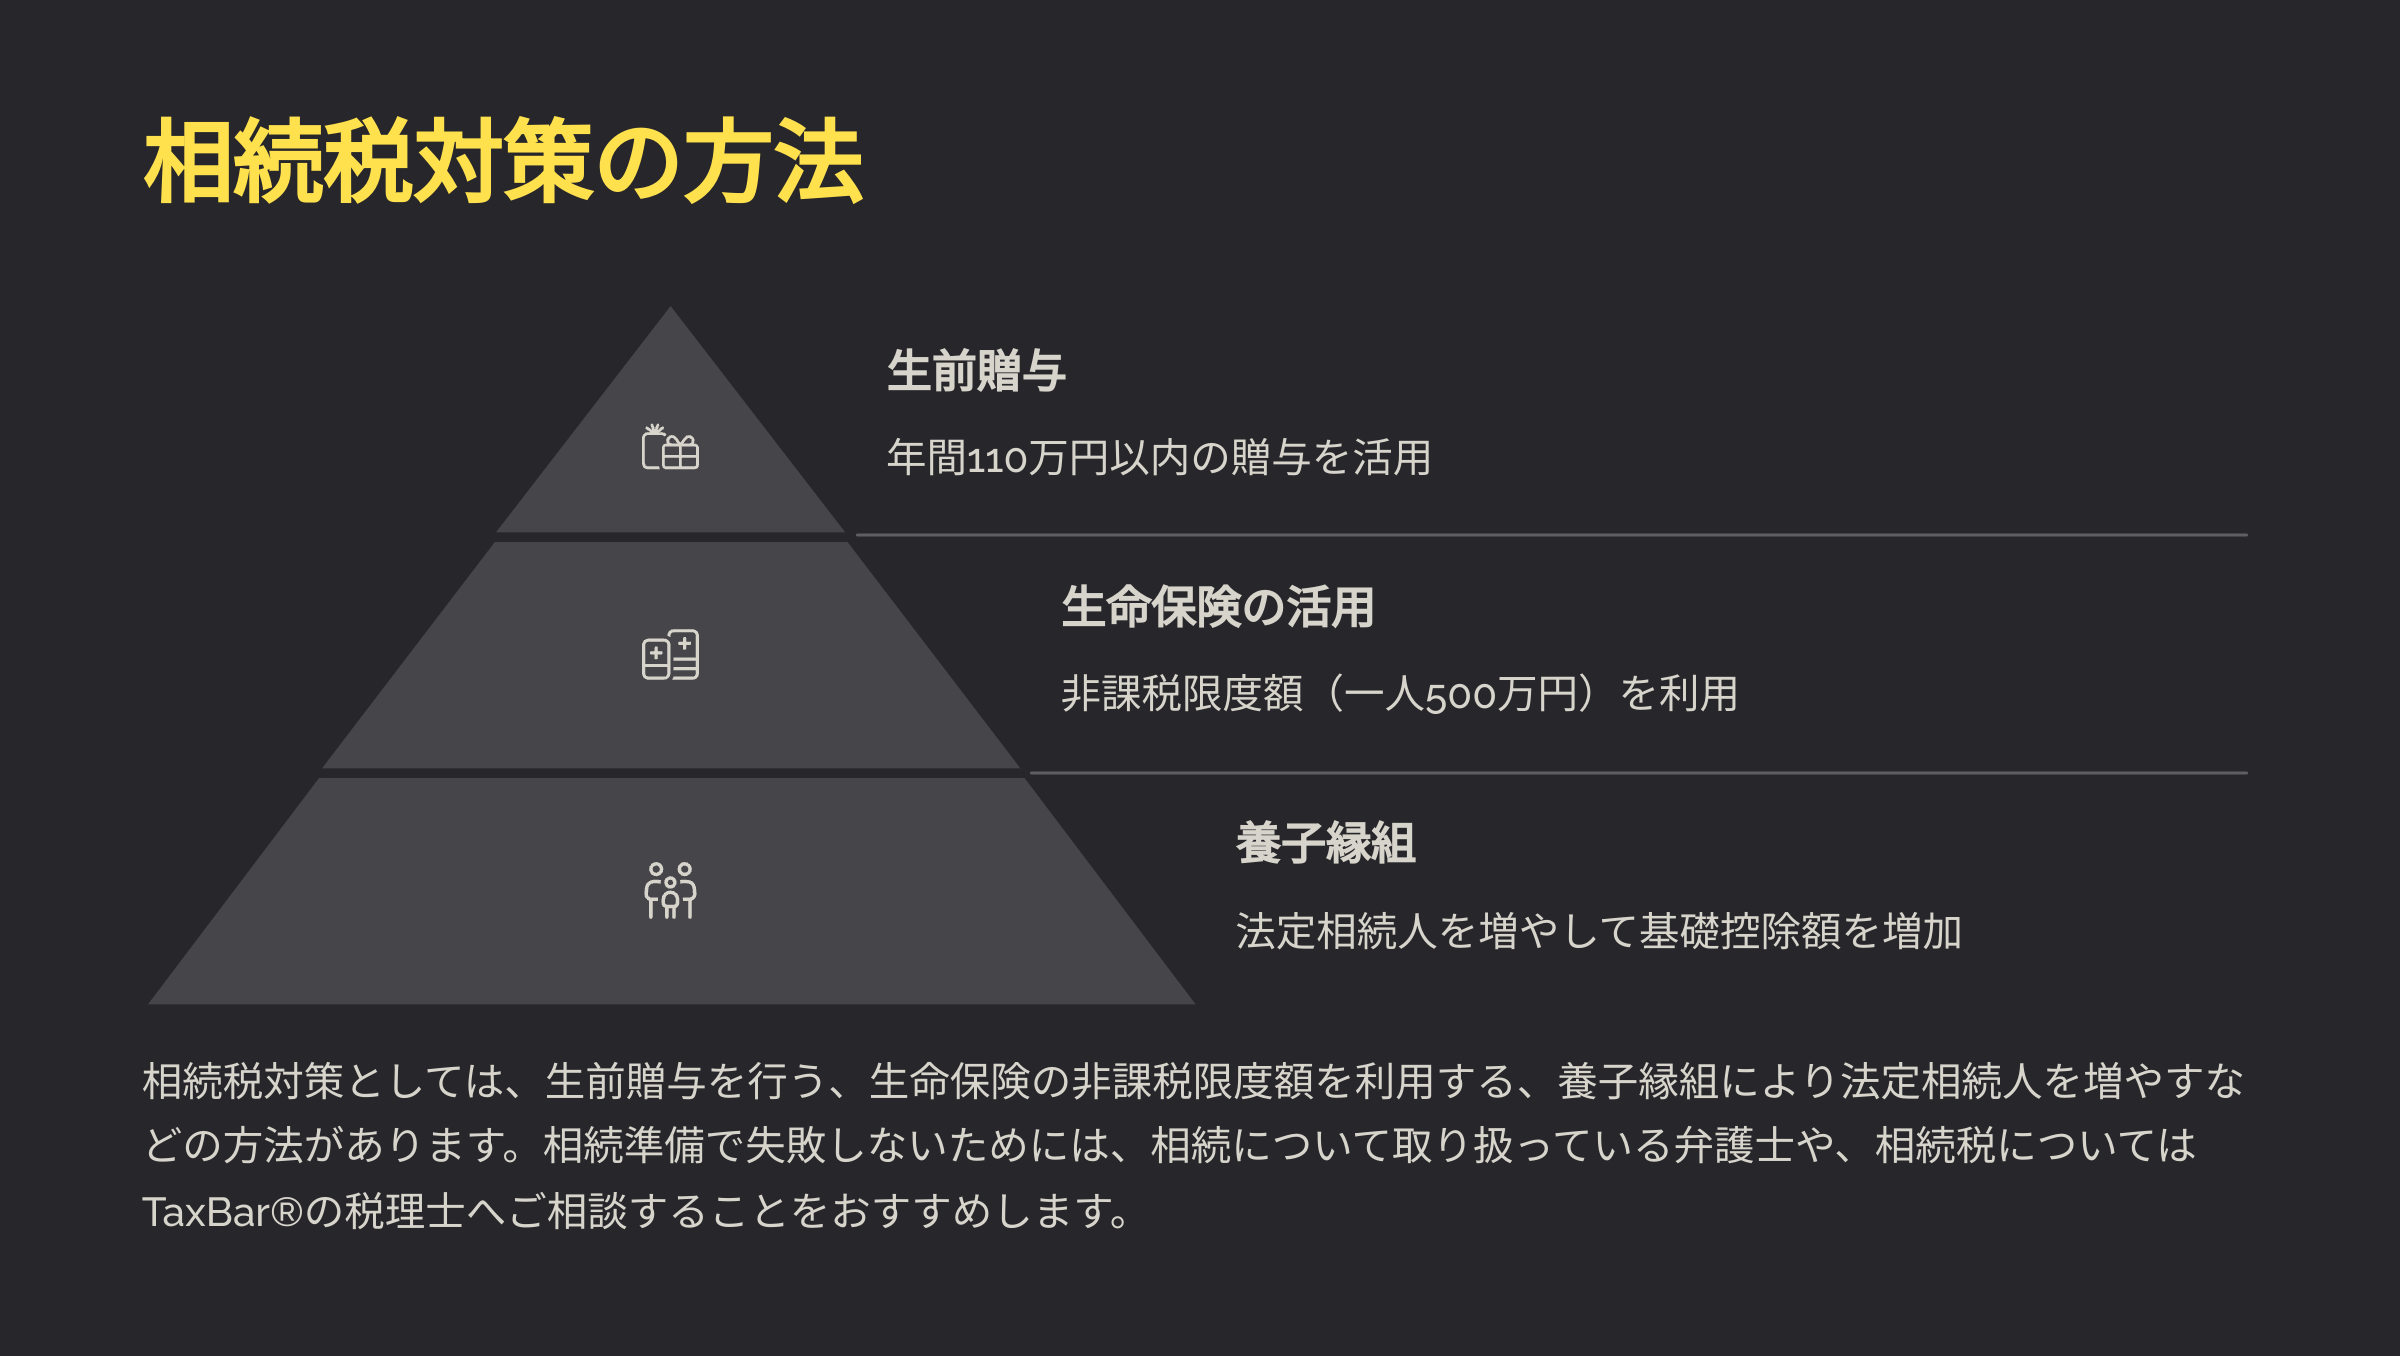 相続税対策の方法
生前贈与
年間110万円以内の贈与を活用
生命保険の活用
非課税限度額（一人500万円）を利用
養子縁組
法定相続人を増やして基礎控除額を増加
相続税対策としては、生前贈与を行う、生命保険の非課税限度額を利用する、養子縁組により法定相続人を増やすな
どの方法があります。相続準備で失敗しないためには、相続について取り扱っている弁護士や、相続税については
TaxBar®の税理士へご相談することをおすすめします。